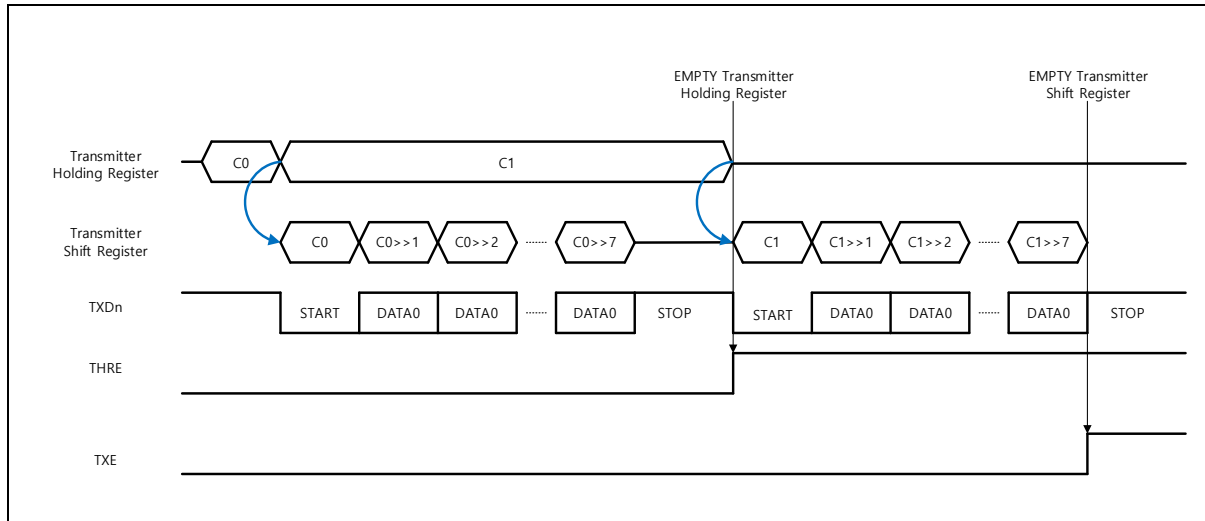 EMPTY Transmitter
Holding Register
EMPTY Transmitter
Shift Register
Transmitter
Holding Register
C0
C1
Transmitter
Shift Register
C0
C0>>1
C0>>2
........
C0>>7
C1
C1>>1
C1>>2
........
C1>>7
TXDn
START
DATA0
DATA0
........
DATA0
STOP
START
DATA0
DATA0
........
DATA0
STOP
THRE
TXE